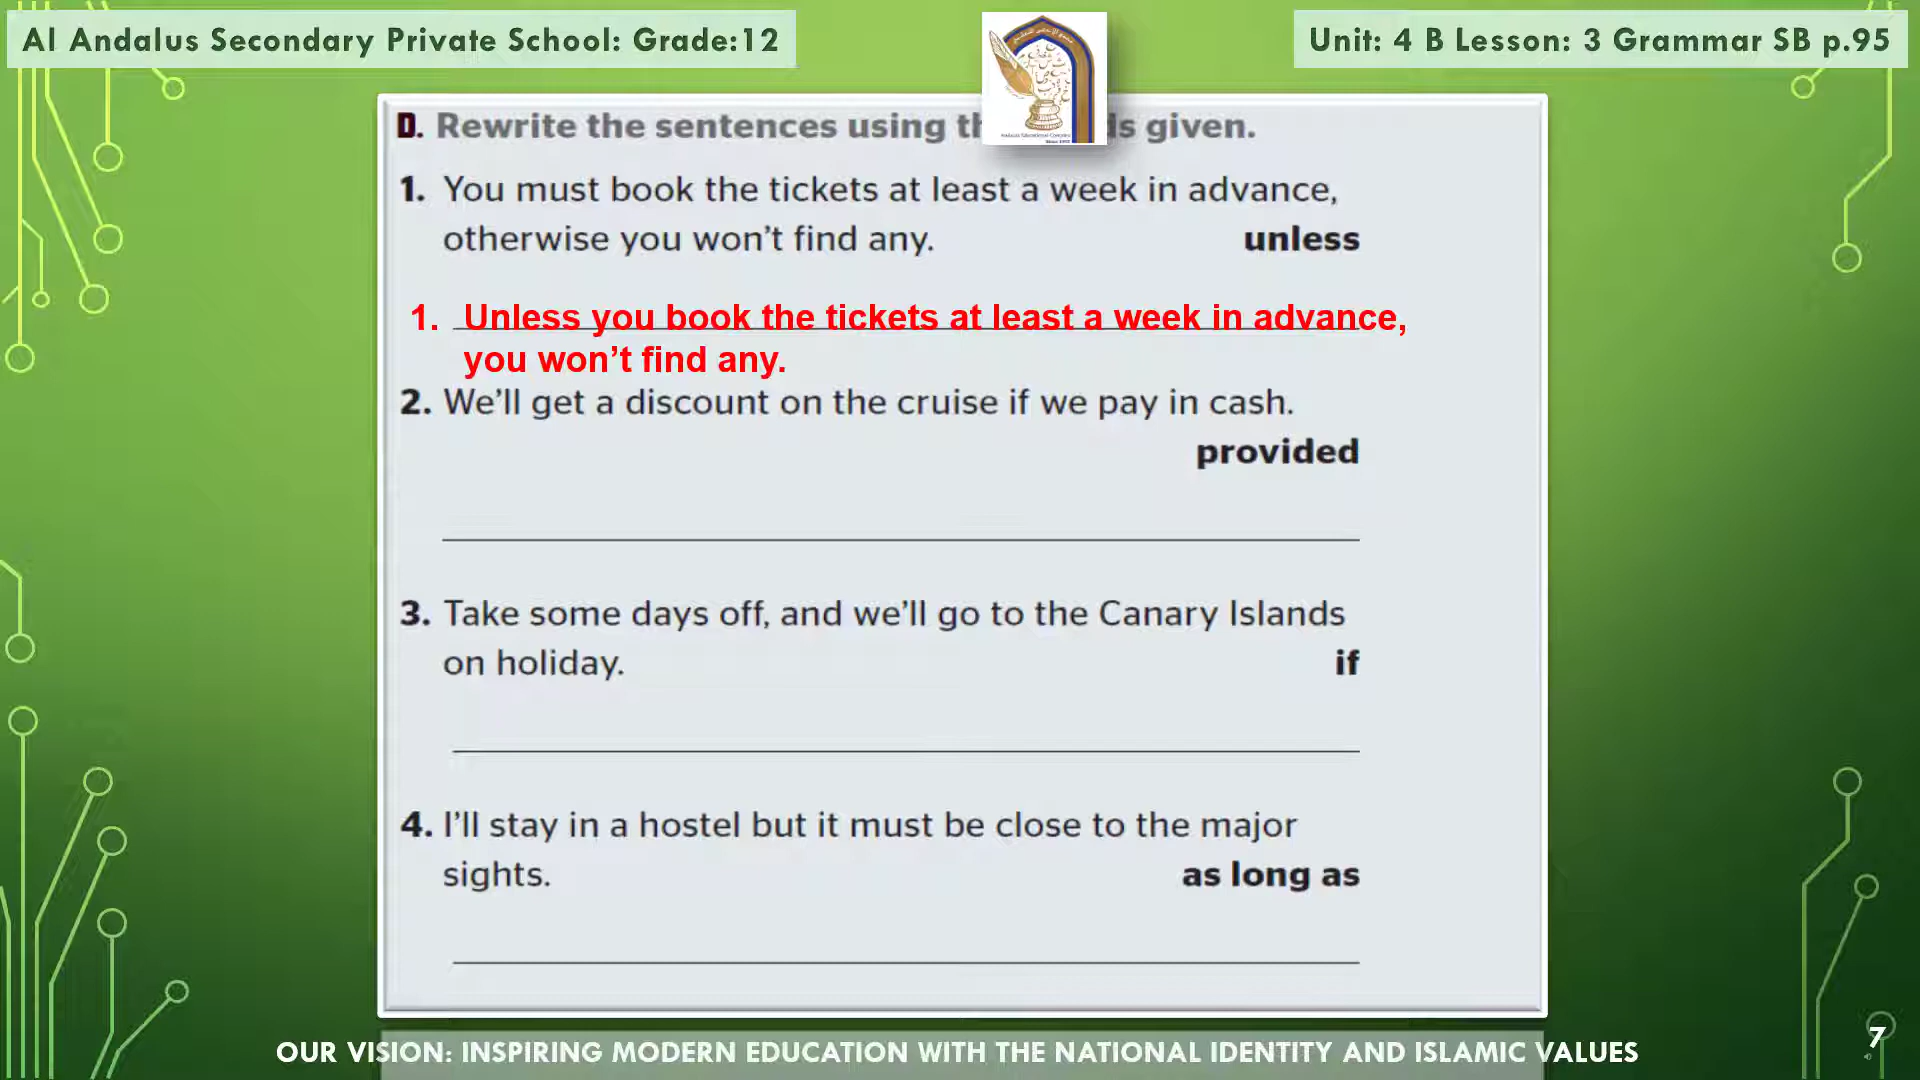 Al Andalus Secondary Private School: Grade:12
Unit: 4 B Lesson: 3 Grammar SB p.95
D. Rewrite the sentences using given.
1. You must book the tickets at least a week in advance,
otherwise you won't find any. unless
1. Unless you book the tickets at least a week in advance,
you won't find any.
2. We'll get a discount on the cruise if we pay in cash.
provided
3. Take some days off, and we'll go to the Canary Islands
on holiday. if
4. I'll stay in a hostel but it must be close to the major
sights. as long as
OUR VISION: INSPIRING MODERN EDUCATION WITH THE NATIONAL IDENTITY AND ISLAMIC VALUES
7